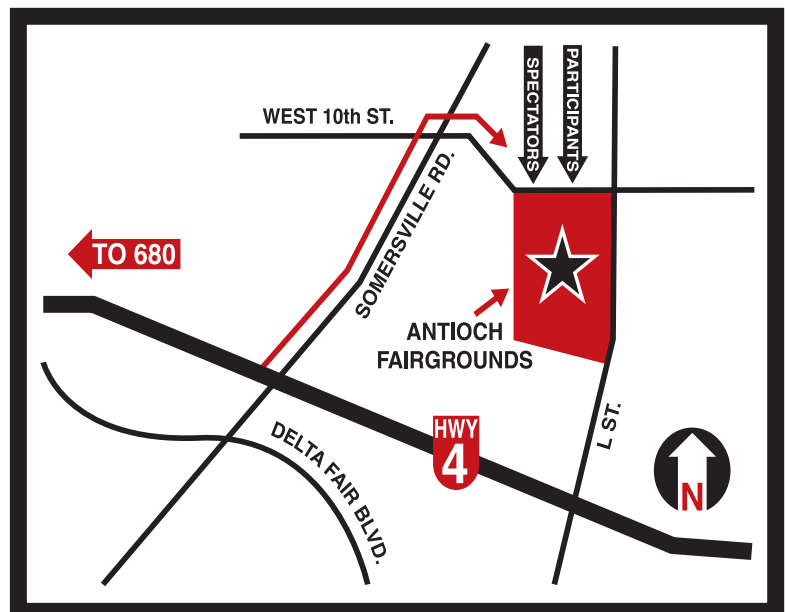 SPECTATORS
PARTICIPANTS
WEST 10th ST.
SOMERSVILLE RD.
TO 680
ANTIOCH
FAIRGROUNDS
HWY
4
L ST.
DELTA FAIR BLVD.
N